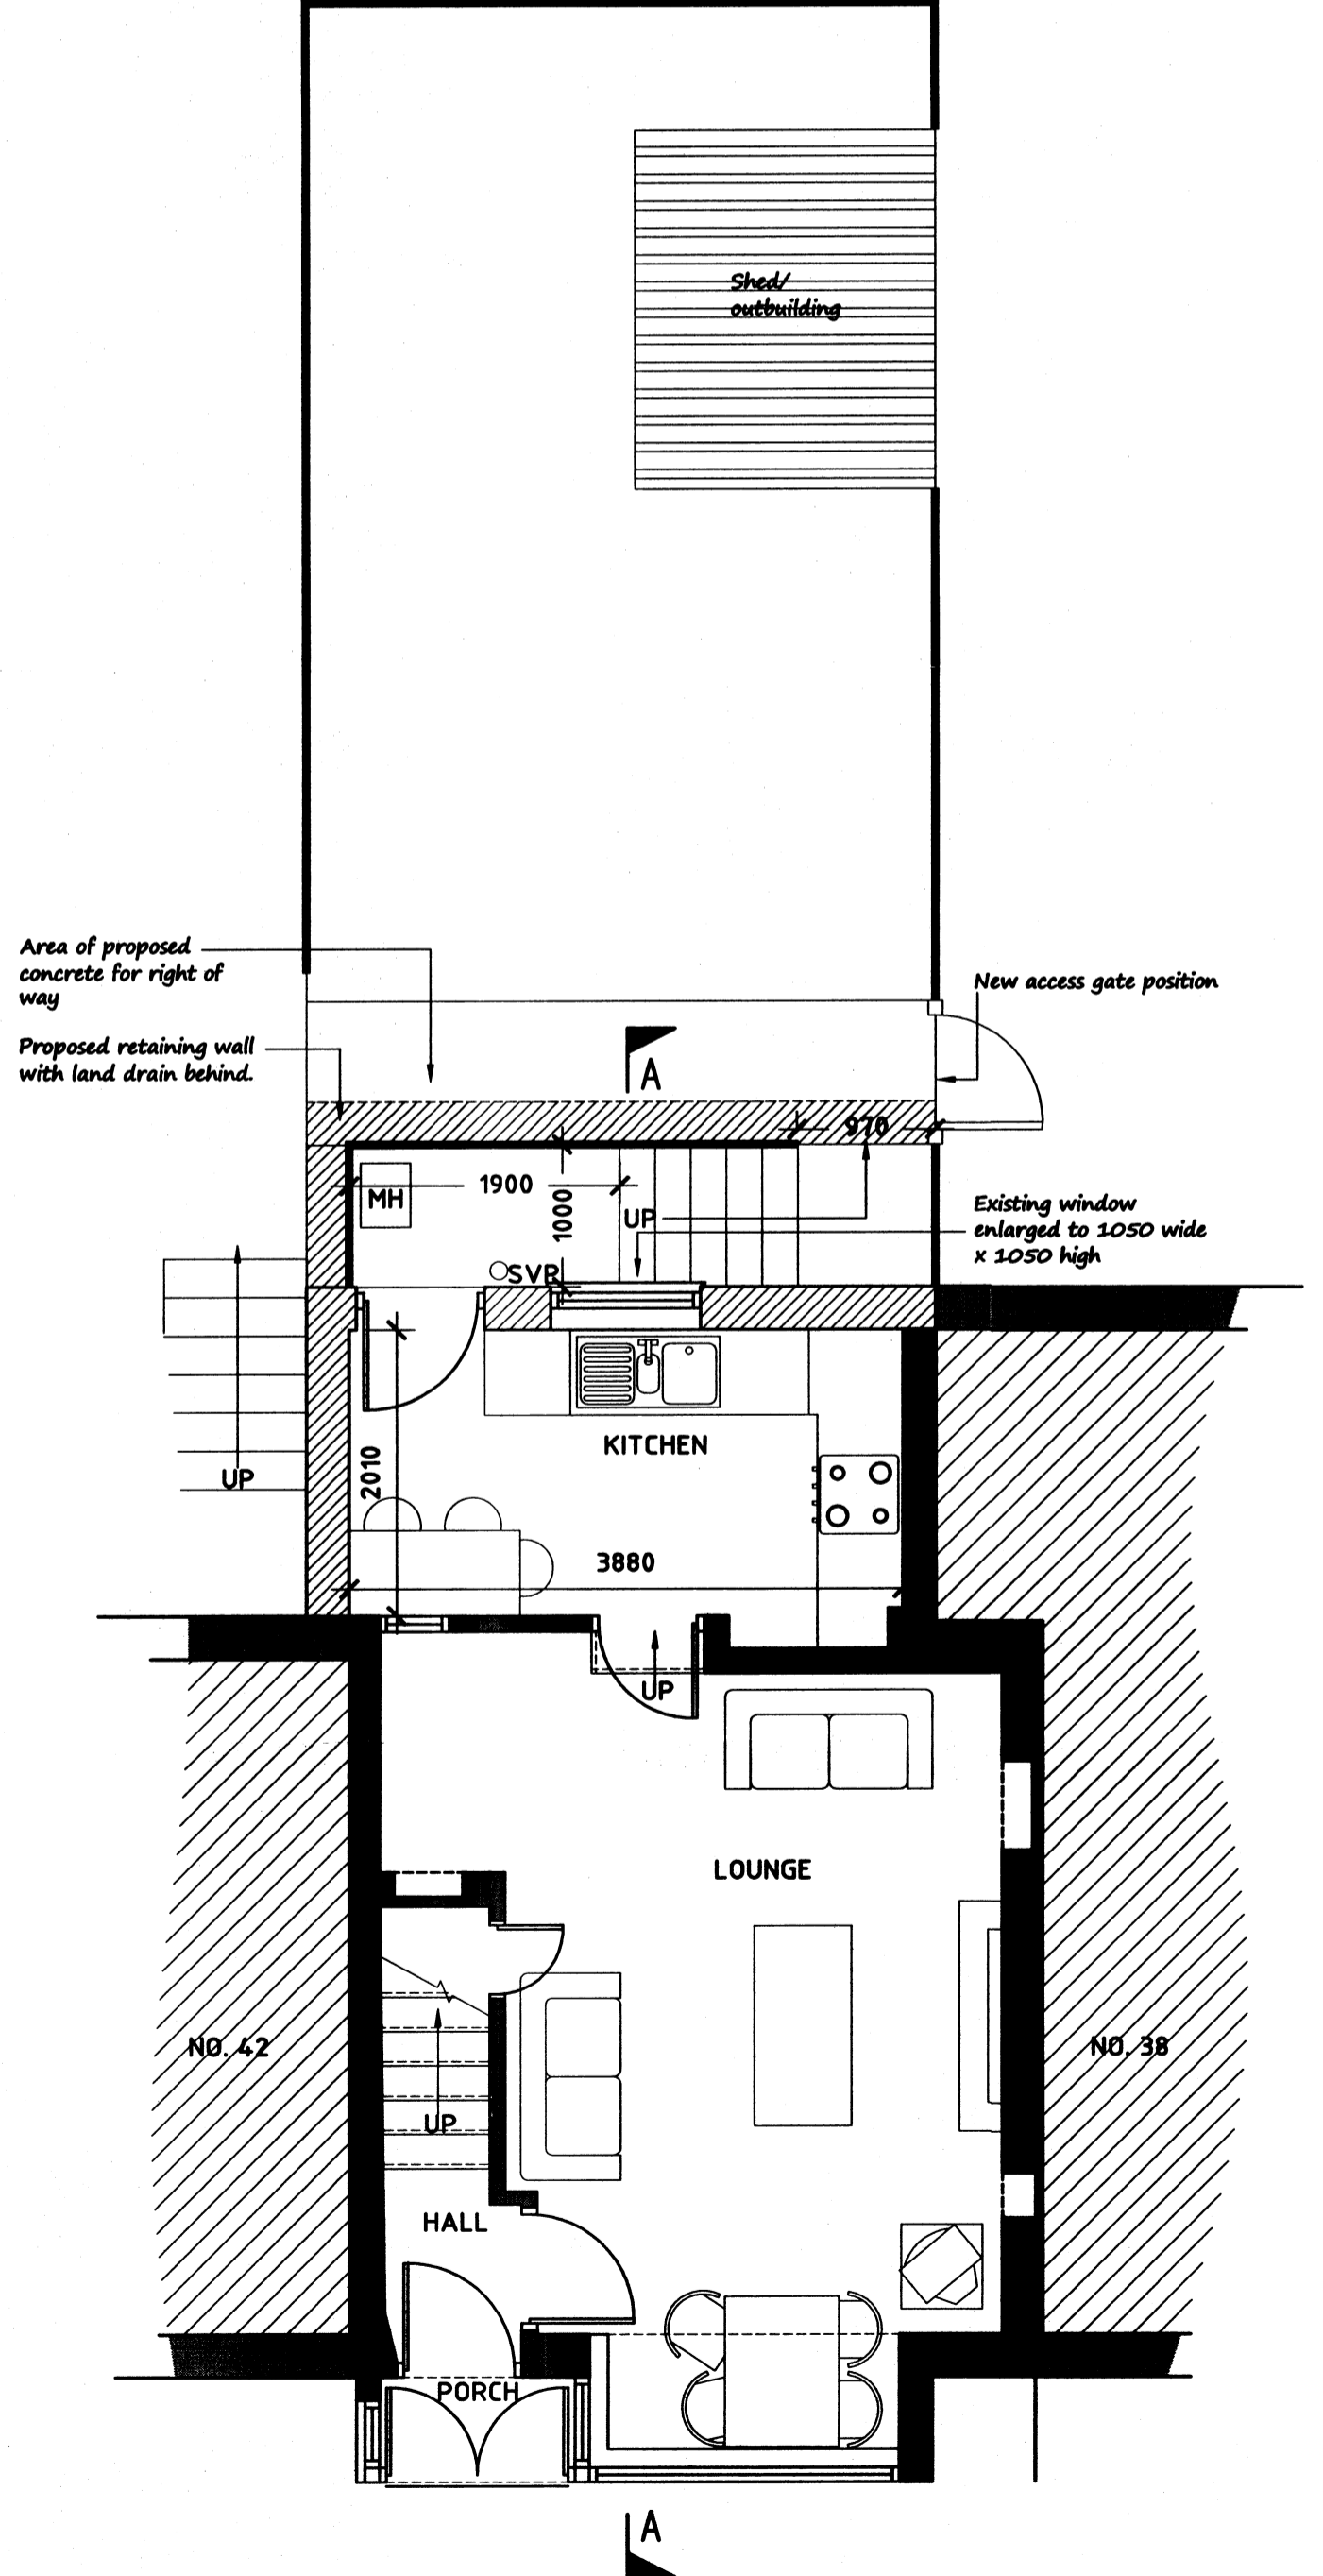 Shed/
outbuilding
Area of proposed
concrete for right of
way
New access gate position
Proposed retaining wall
with land drain behind.
A
970
MH
1900
1000
UP
Existing window
enlarged to 1050 wide
x 1050 high
SVP
KITCHEN
2010
UP
3880
UP
LOUNGE
NO. 42
NO. 38
UP
HALL
PORCH
A